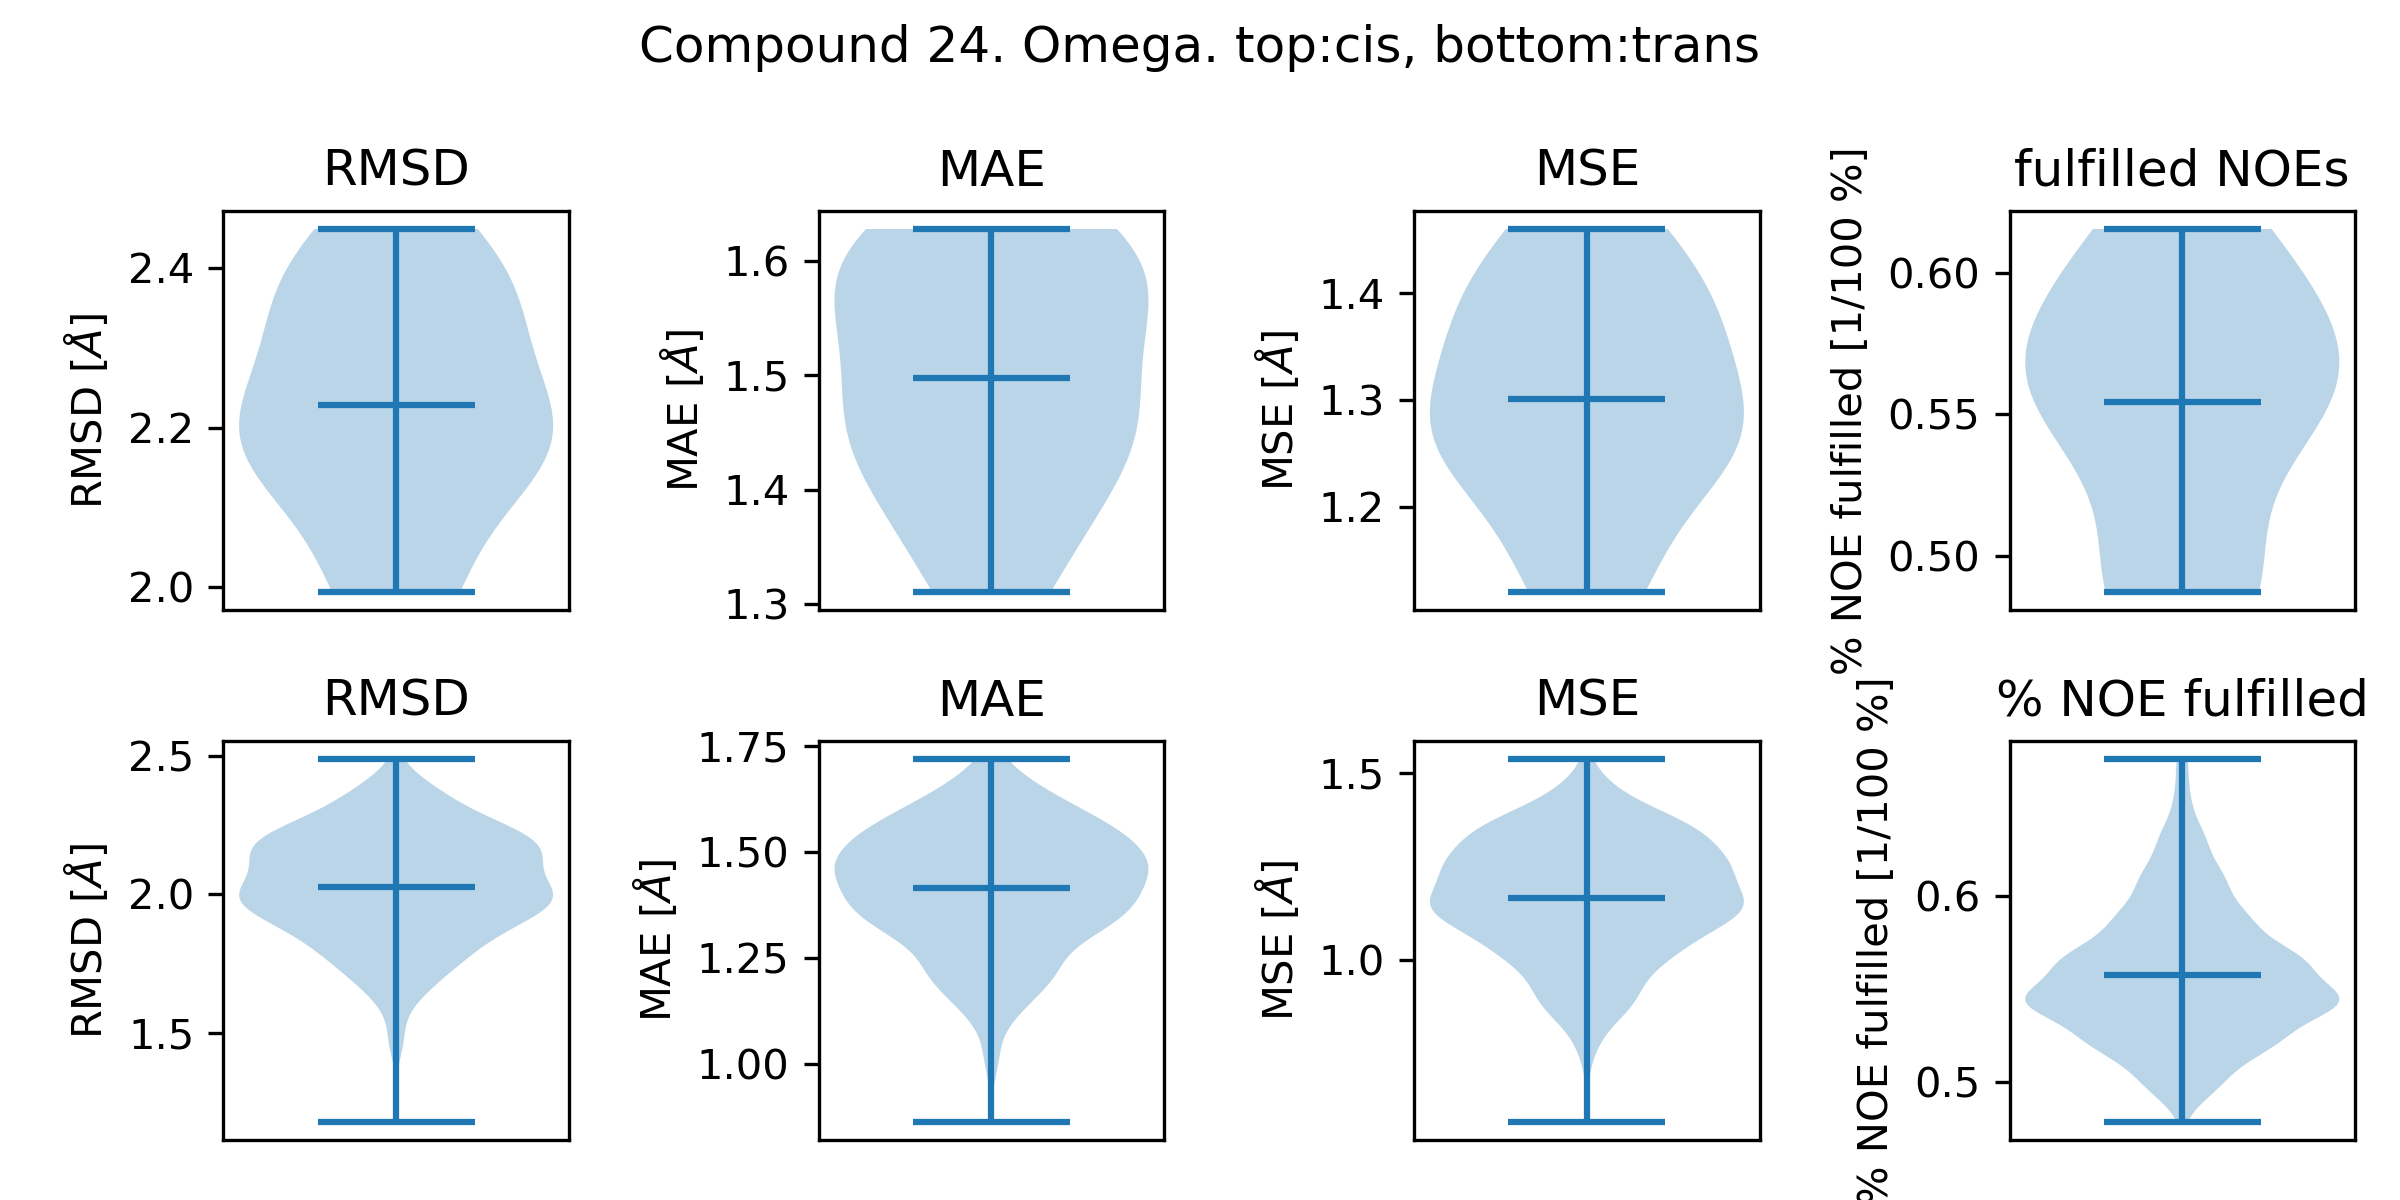 Compound 24. Omega. top:cis, bottom:trans
RMSD
RMSD [Å]
2.4
2.2
2.0
MAE
MAE [Å]
1.6
1.5
1.4
1.3
MSE
MSE [Å]
1.4
1.3
1.2
fulfilled NOEs
% NOE fulfilled [1/100 %]
0.60
0.55
0.50
RMSD
RMSD [Å]
2.5
2.0
1.5
MAE
MAE [Å]
1.75
1.50
1.25
1.00
MSE
MSE [Å]
1.5
1.0
% NOE fulfilled
% NOE fulfilled [1/100 %]
0.6
0.5